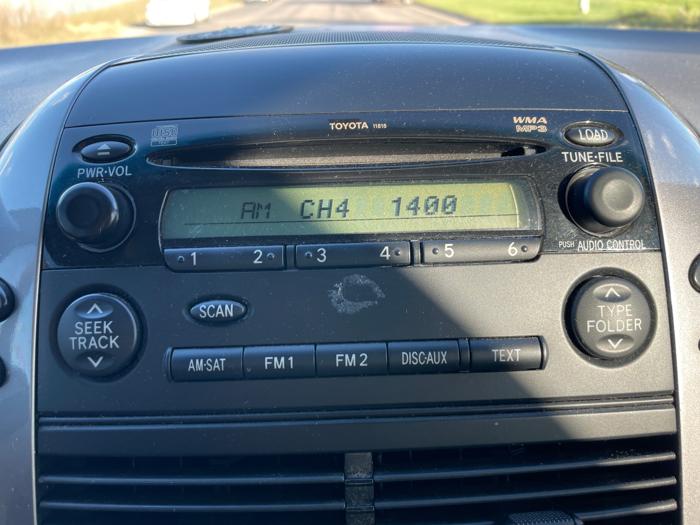 TOYOTA 11818
WMA
MP3
LOAD
PWR·VOL
TUNE·FILE
AM CH4 1400
1 2 3 4 5 6
PUSH AUDIO CONTROL
SEEK
TRACK
SCAN
TYPE
FOLDER
AM·SAT FM1 FM2 DISC·AUX TEXT